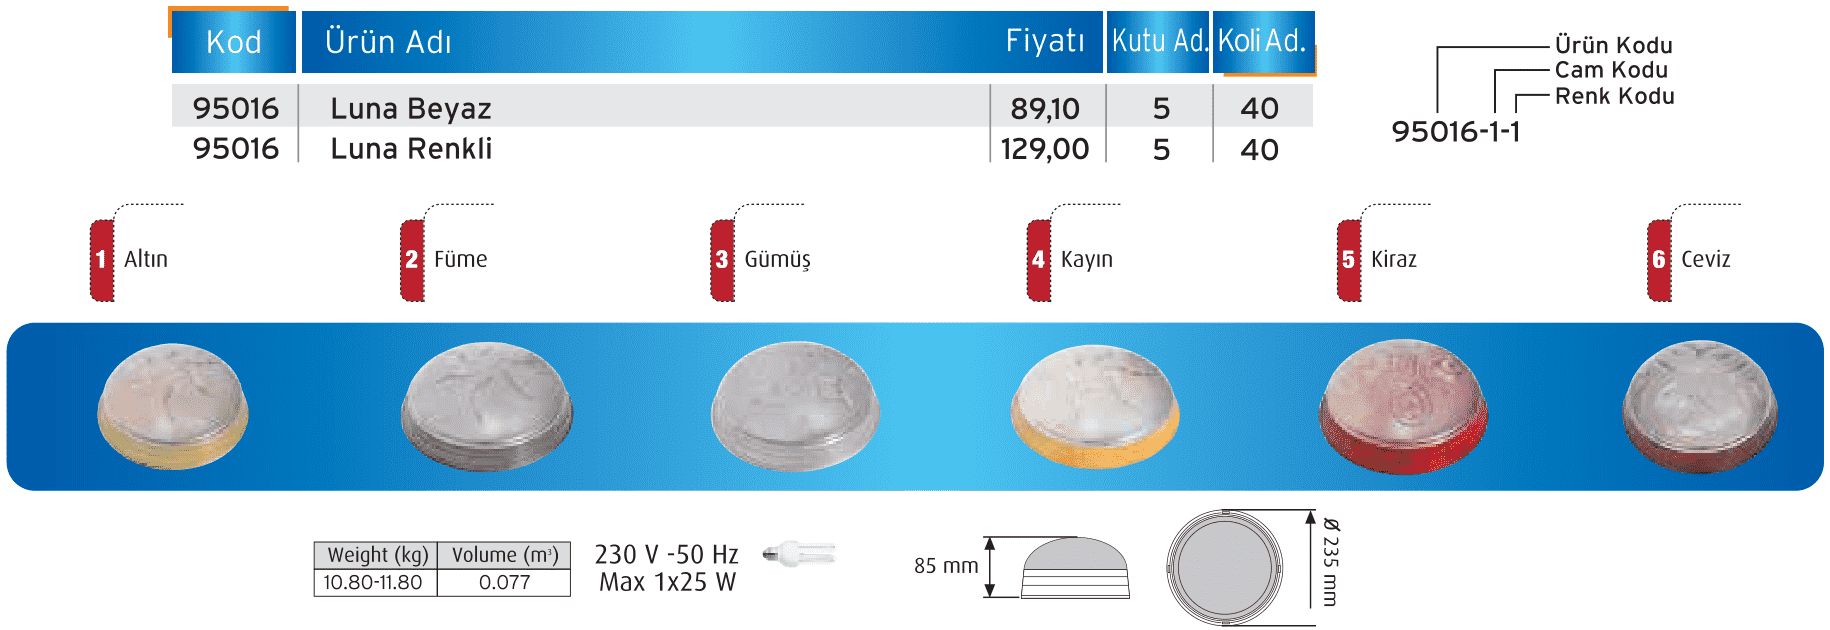 Kod Ürün Adı Fiyatı Kutu Ad. Koli Ad.
95016 Luna Beyaz 89,10 5 40
95016 Luna Renkli 129,00 5 40
Ürün Kodu
Cam Kodu
Renk Kodu
95016-1-1
1 Altın
2 Füme
3 Gümüş
4 Kayın
5 Kiraz
6 Ceviz
Weight (kg) Volume (m³)
10.80-11.80 0.077
230 V -50 Hz
Max 1x25 W
85 mm
Ø 235 mm